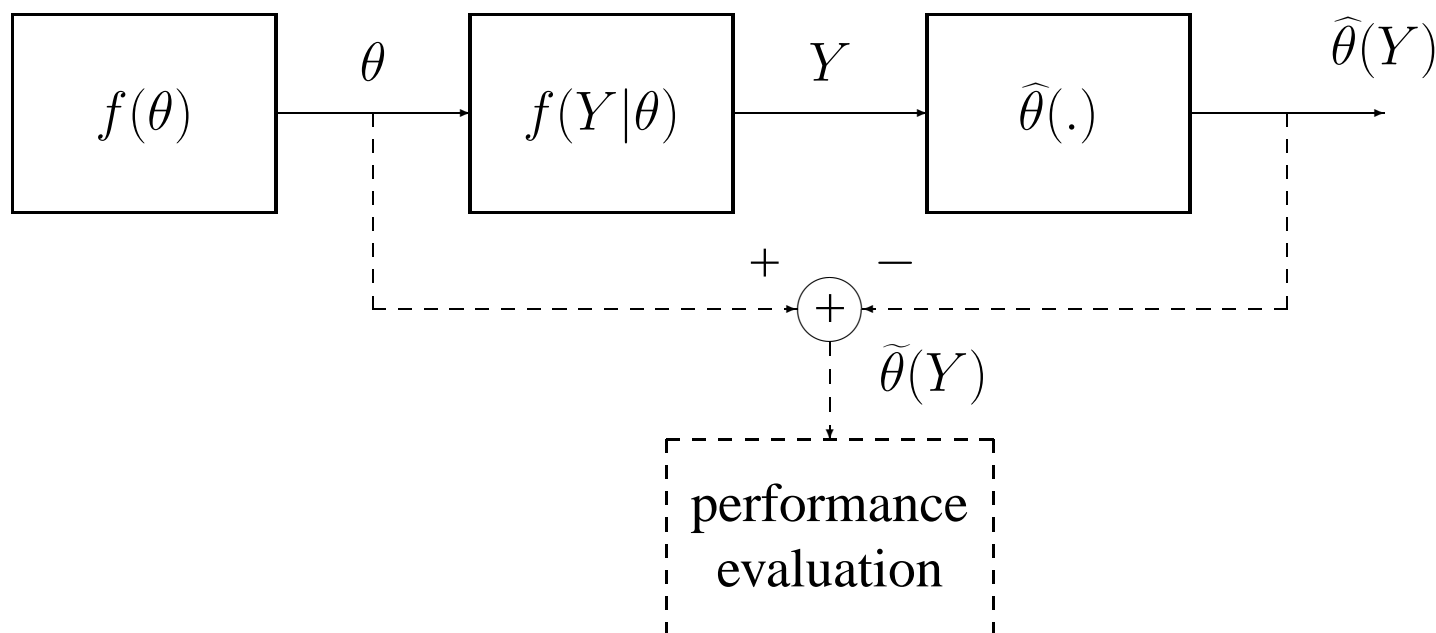 θ
Y
θ̂(Y)
f(θ)
f(Y|θ)
θ̂(.)
+
−
+
θ̃(Y)
performance
evaluation